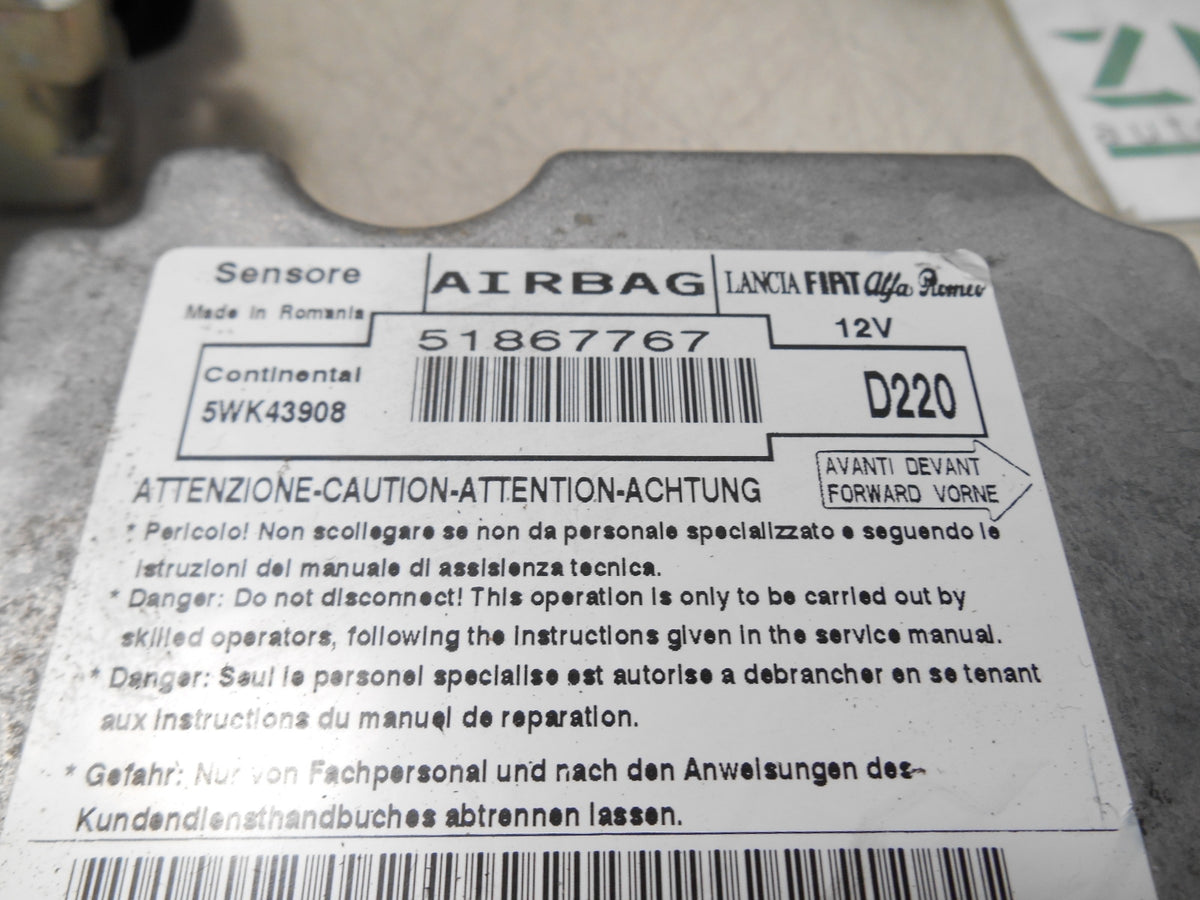 Sensore
AIRBAG
LANCIA FIAT Alfa Romeo
Made in Romania
51867767
12V
Continental
5WK43908
D220
AVANTI DEVANT
FORWARD VORNE
ATTENZIONE-CAUTION-ATTENTION-ACHTUNG
* Pericolo! Non scollegare se non da personale specializzato e seguendo le
istruzioni del manuale di assistenza tecnica.
* Danger: Do not disconnect! This operation is only to be carried out by
skilled operators, following the instructions given in the service manual.
* Danger: Seul le personel specialise est autorise a debrancher en se tenant
aux instructions du manuel de reparation.
* Gefahr: Nur von Fachpersonal und nach den Anweisungen des
Kundendiensthandbuches abtrennen lassen.